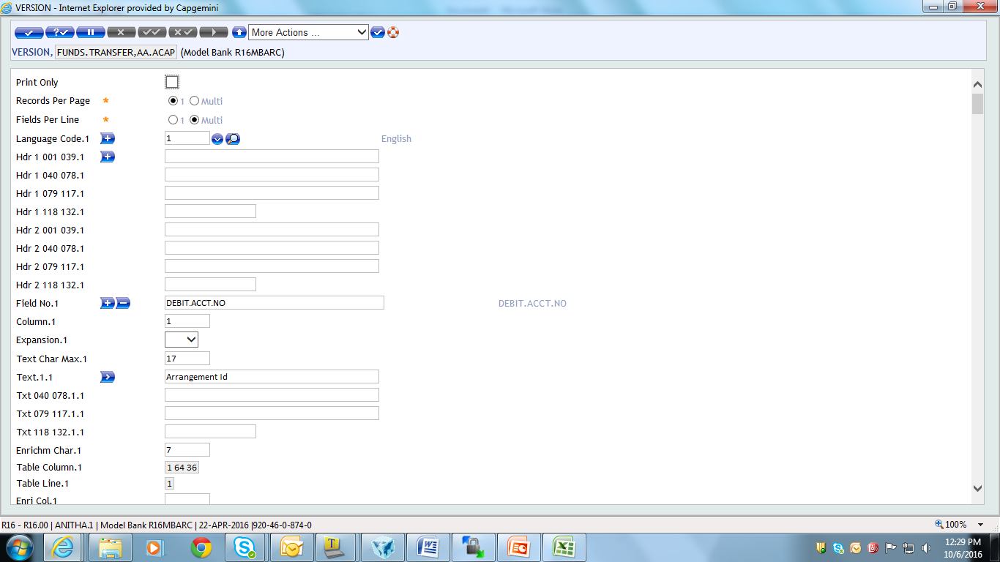 VERSION - Internet Explorer provided by Capgemini
More Actions ...
VERSION, FUNDS.TRANSFER,AA.ACAP (Model Bank R16MBARC)
Print Only
Records Per Page * 1 Multi
Fields Per Line * 1 Multi
Language Code.1 1 English
Hdr 1 001 039.1
Hdr 1 040 078.1
Hdr 1 079 117.1
Hdr 1 118 132.1
Hdr 2 001 039.1
Hdr 2 040 078.1
Hdr 2 079 117.1
Hdr 2 118 132.1
Field No.1 DEBIT.ACCT.NO DEBIT.ACCT.NO
Column.1 1
Expansion.1
Text Char Max.1 17
Text.1.1 Arrangement Id
Txt 040 078.1.1
Txt 079 117.1.1
Txt 118 132.1.1
Enrichm Char.1 7
Table Column.1 1 64 36
Table Line.1 1
Enri Col.1
R16 - R16.00 | ANITHA.1 | Model Bank R16MBARC | 22-APR-2016 |920-46-0-874-0
100%
12:29 PM
10/6/2016